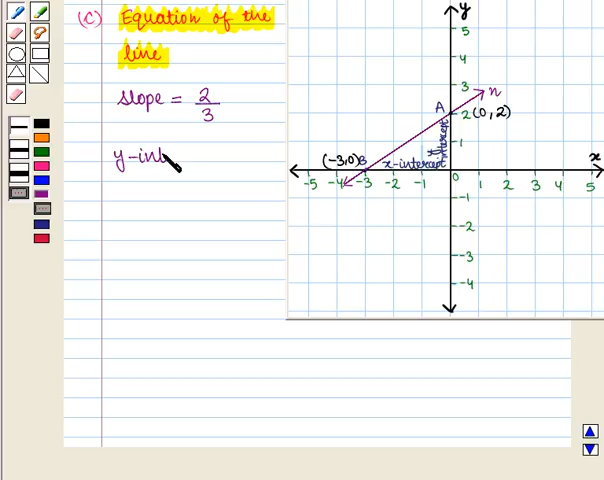 (C) Equation of the
line
slope = 2/3
y-int
y
5
4
3
n
A
2 (0,2)
1
y-intercept
(-3,0) B
x-intercept
x
-5 -4 -3 -2 -1 0 1 2 3 4 5
-1
-2
-3
-4